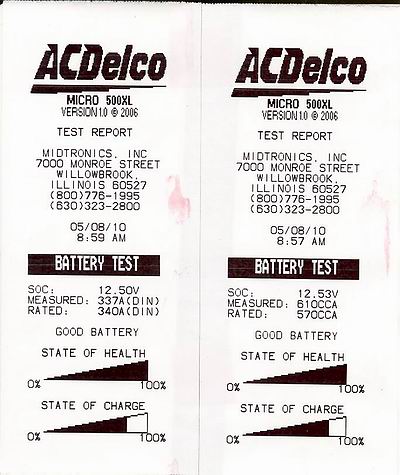 ACDelco
MICRO 500XL
VERSION 1.0 © 2006
TEST REPORT
MIDTRONICS, INC
7000 MONROE STREET
WILLOWBROOK,
ILLINOIS 60527
(800)776-1995
(630)323-2800
05/08/10
8:59 AM
BATTERY TEST
SOC: 12.50V
MEASURED: 337A(DIN)
RATED: 340A(DIN)
GOOD BATTERY
STATE OF HEALTH
0% 100%
STATE OF CHARGE
0% 100%
ACDelco
MICRO 500XL
VERSION 1.0 © 2006
TEST REPORT
MIDTRONICS, INC
7000 MONROE STREET
WILLOWBROOK,
ILLINOIS 60527
(800)776-1995
(630)323-2800
05/08/10
8:57 AM
BATTERY TEST
SOC: 12.53V
MEASURED: 610CCA
RATED: 570CCA
GOOD BATTERY
STATE OF HEALTH
0% 100%
STATE OF CHARGE
0% 100%